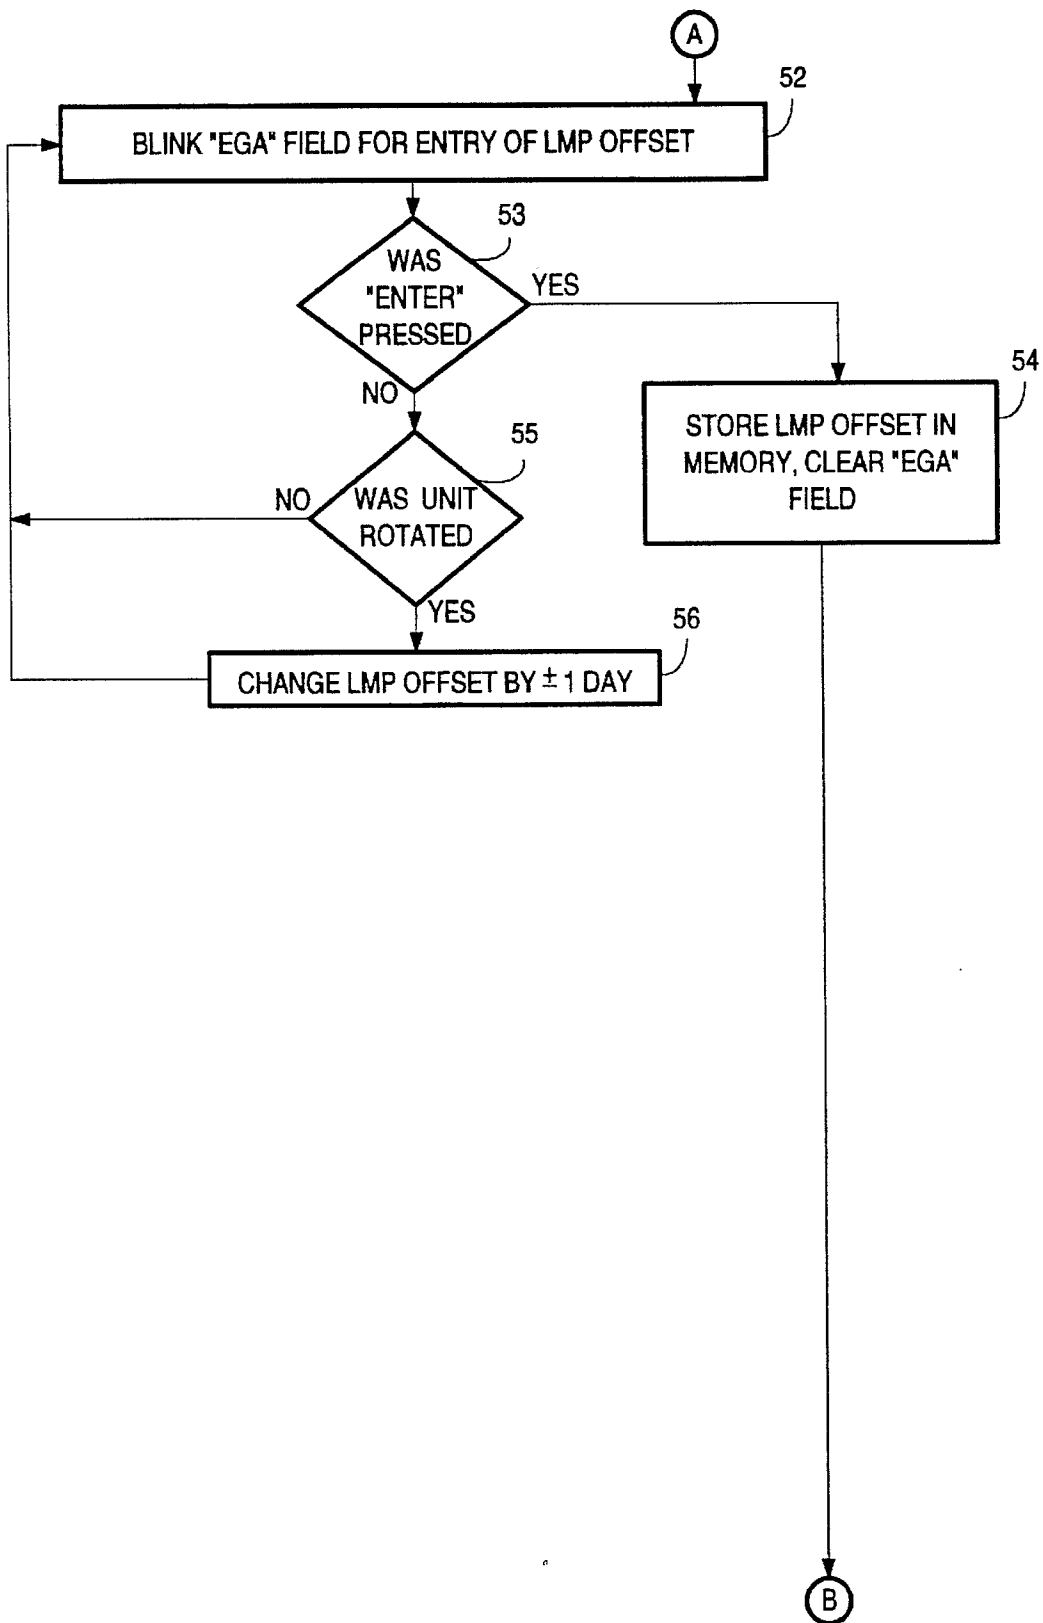 A
52
BLINK "EGA" FIELD FOR ENTRY OF LMP OFFSET
53
WAS
"ENTER"
PRESSED
YES
NO
54
STORE LMP OFFSET IN
MEMORY, CLEAR "EGA"
FIELD
55
WAS UNIT
ROTATED
NO
YES
56
CHANGE LMP OFFSET BY ± 1 DAY
B